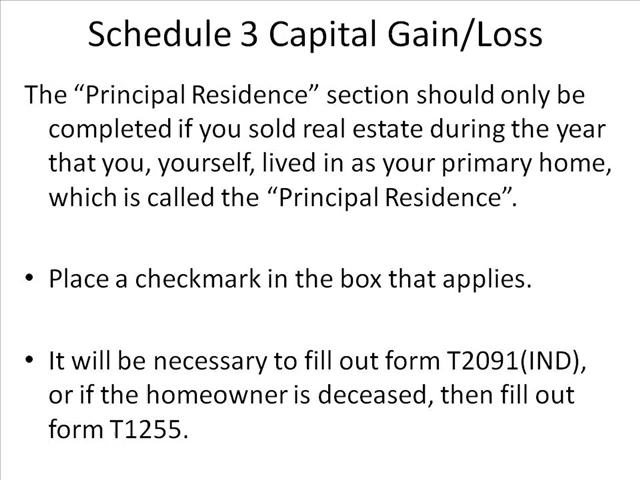 Schedule 3 Capital Gain/Loss
The “Principal Residence” section should only be
completed if you sold real estate during the year
that you, yourself, lived in as your primary home,
which is called the “Principal Residence”.
• Place a checkmark in the box that applies.
• It will be necessary to fill out form T2091(IND),
or if the homeowner is deceased, then fill out
form T1255.